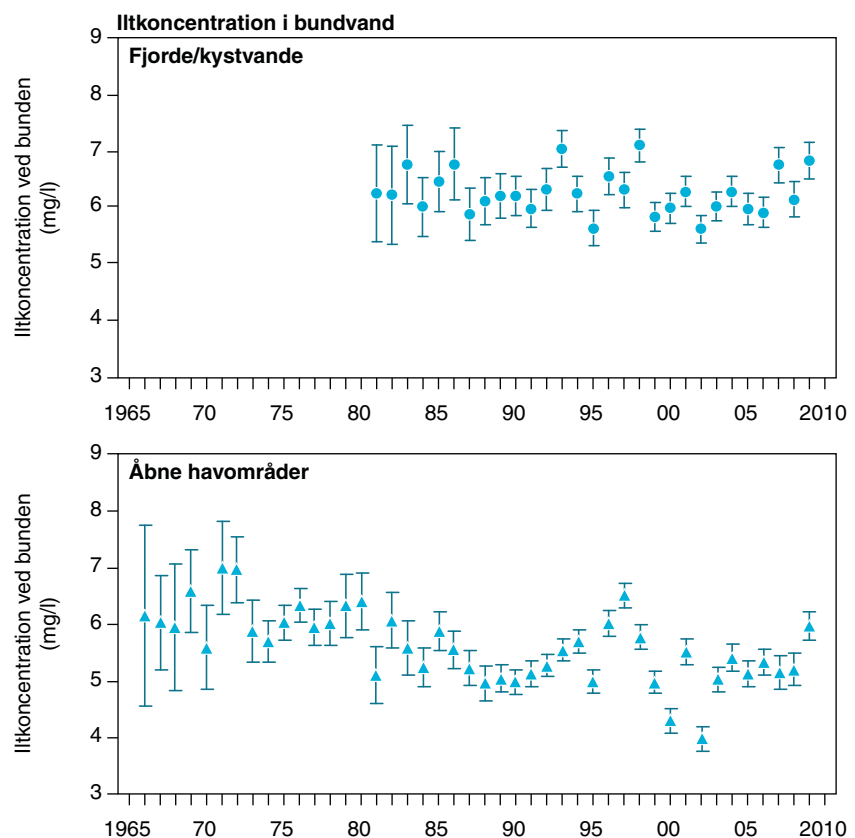 Iltkoncentration i bundvand
Fjorde/kystvande
Iltkoncentration ved bunden
(mg/l)
9
8
7
6
5
4
3
1965 70 75 80 85 90 95 00 05 2010
Åbne havområder
Iltkoncentration ved bunden
(mg/l)
9
8
7
6
5
4
3
1965 70 75 80 85 90 95 00 05 2010